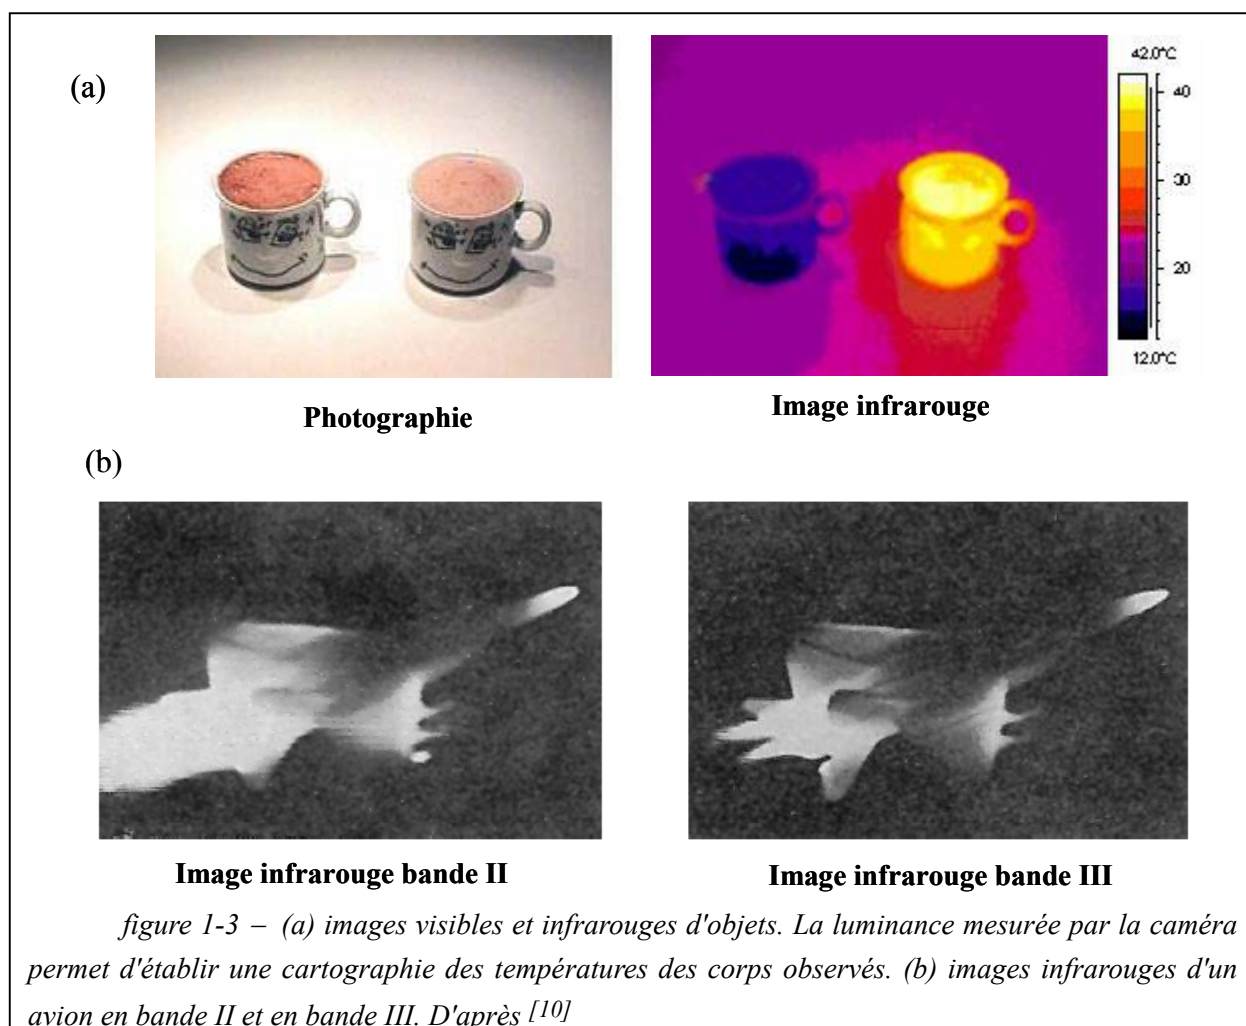 (a)
42.0°C
40
30
20
12.0°C
Photographie
Image infrarouge
(b)
Image infrarouge bande II
Image infrarouge bande III
figure 1-3 – (a) images visibles et infrarouges d'objets. La luminance mesurée par la caméra
permet d'établir une cartographie des températures des corps observés. (b) images infrarouges d'un
avion en bande II et en bande III. D'après [10]